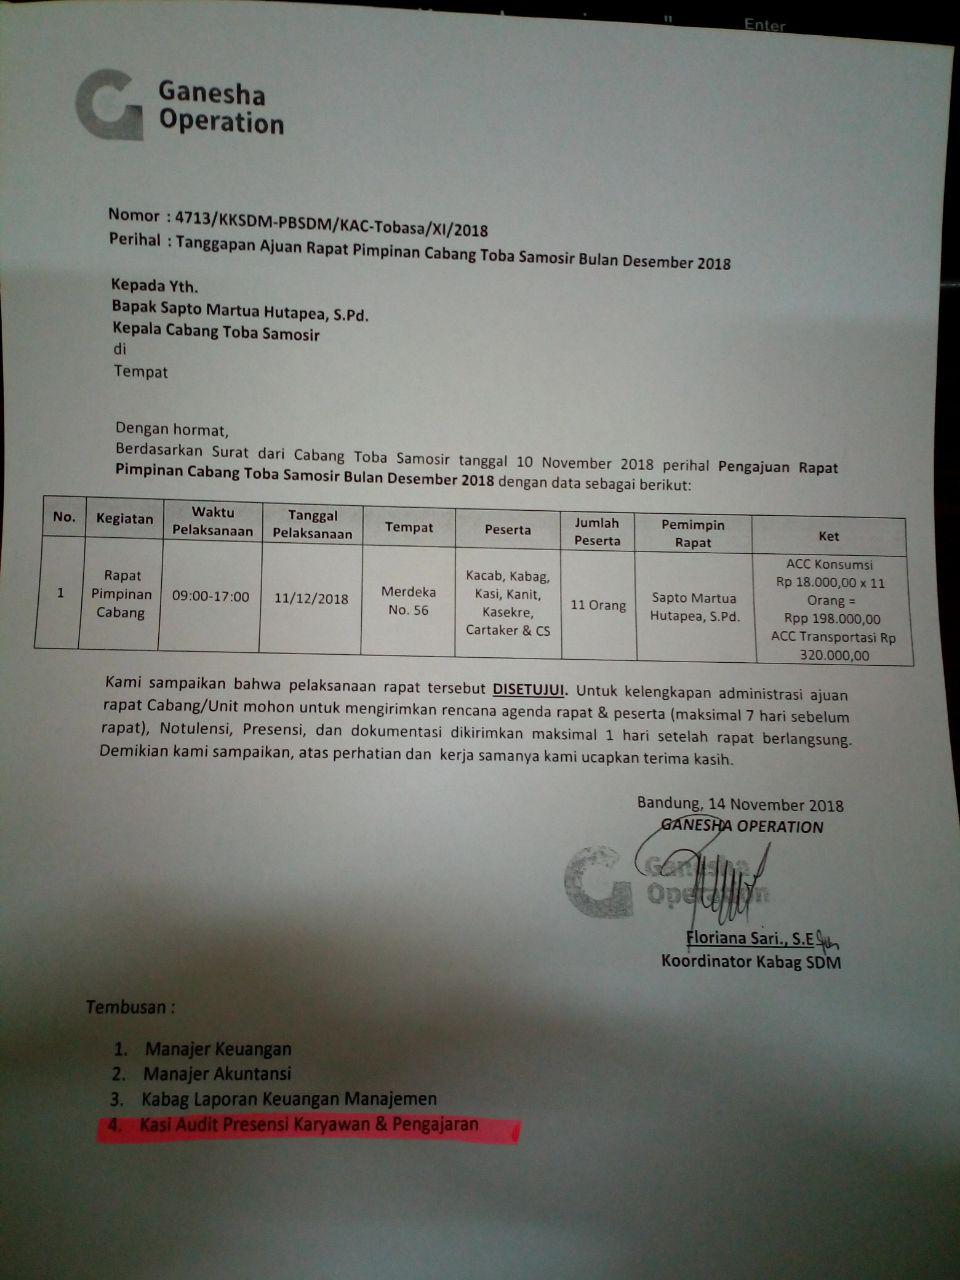 Enter
Ganesha
Operation
Nomor : 4713/KKSDM-PBSDM/KAC-Tobasa/XI/2018
Perihal : Tanggapan Ajuan Rapat Pimpinan Cabang Toba Samosir Bulan Desember 2018
Kepada Yth.
Bapak Sapto Martua Hutapea, S.Pd.
Kepala Cabang Toba Samosir
di
Tempat
Dengan hormat,
Berdasarkan Surat dari Cabang Toba Samosir tanggal 10 November 2018 perihal Pengajuan Rapat
Pimpinan Cabang Toba Samosir Bulan Desember 2018 dengan data sebagai berikut:
No. Kegiatan Waktu Pelaksanaan Tanggal Pelaksanaan Tempat Peserta Jumlah Peserta Pemimpin Rapat Ket
1 Rapat Pimpinan Cabang 09:00-17:00 11/12/2018 Merdeka No. 56 Kacab, Kabag, Kasi, Kanit, Kasekre, Cartaker & CS 11 Orang Sapto Martua Hutapea, S.Pd. ACC Konsumsi Rp 18.000,00 x 11 Orang = Rpp 198.000,00 ACC Transportasi Rp 320.000,00
Kami sampaikan bahwa pelaksanaan rapat tersebut DISETUJUI. Untuk kelengkapan administrasi ajuan
rapat Cabang/Unit mohon untuk mengirimkan rencana agenda rapat & peserta (maksimal 7 hari sebelum
rapat), Notulensi, Presensi, dan dokumentasi dikirimkan maksimal 1 hari setelah rapat berlangsung.
Demikian kami sampaikan, atas perhatian dan kerja samanya kami ucapkan terima kasih.
Bandung, 14 November 2018
GANESHA OPERATION
Ganesha
Operation
Floriana Sari., S.E
Koordinator Kabag SDM
Tembusan :
1. Manajer Keuangan
2. Manajer Akuntansi
3. Kabag Laporan Keuangan Manajemen
4. Kasi Audit Presensi Karyawan & Pengajaran